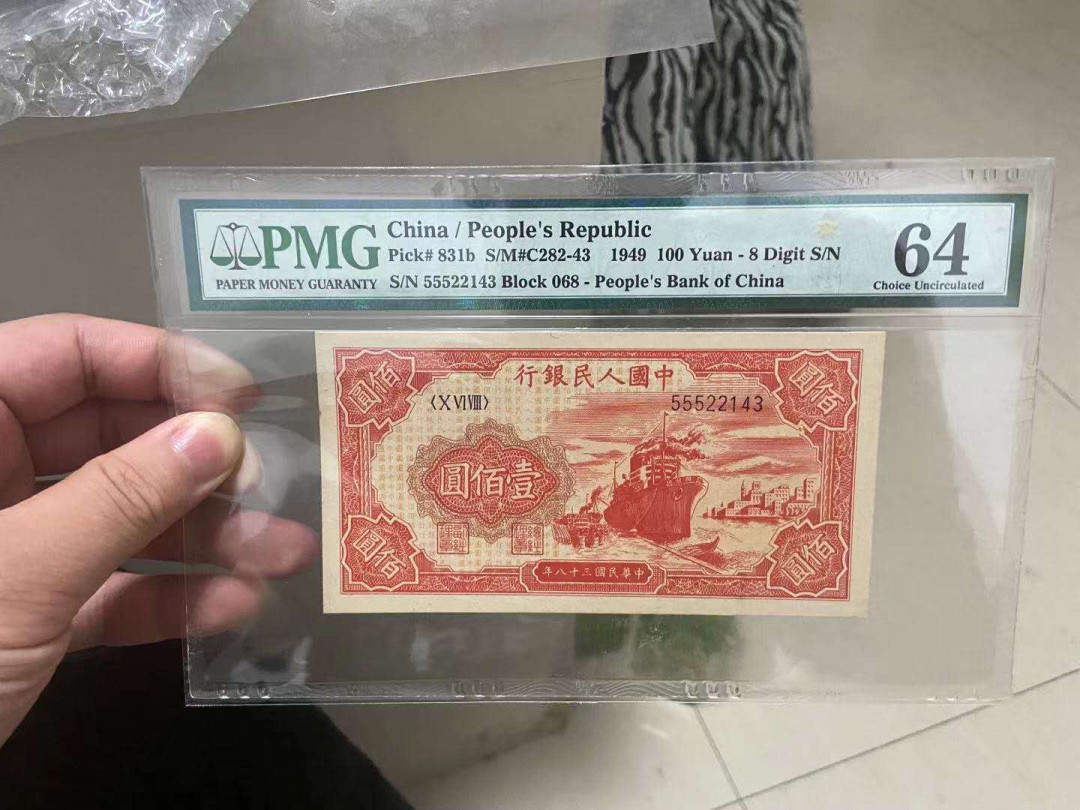 PMG
PAPER MONEY GUARANTY
China / People's Republic
Pick# 831b S/M#C282-43 1949 100 Yuan - 8 Digit S/N
S/N 55522143 Block 068 - People's Bank of China
64
Choice Uncirculated
行銀民人國中
佰圓
圓佰
〈X VI VIII〉
55522143
圓佰壹
圓佰
佰圓
年八十三國民華中